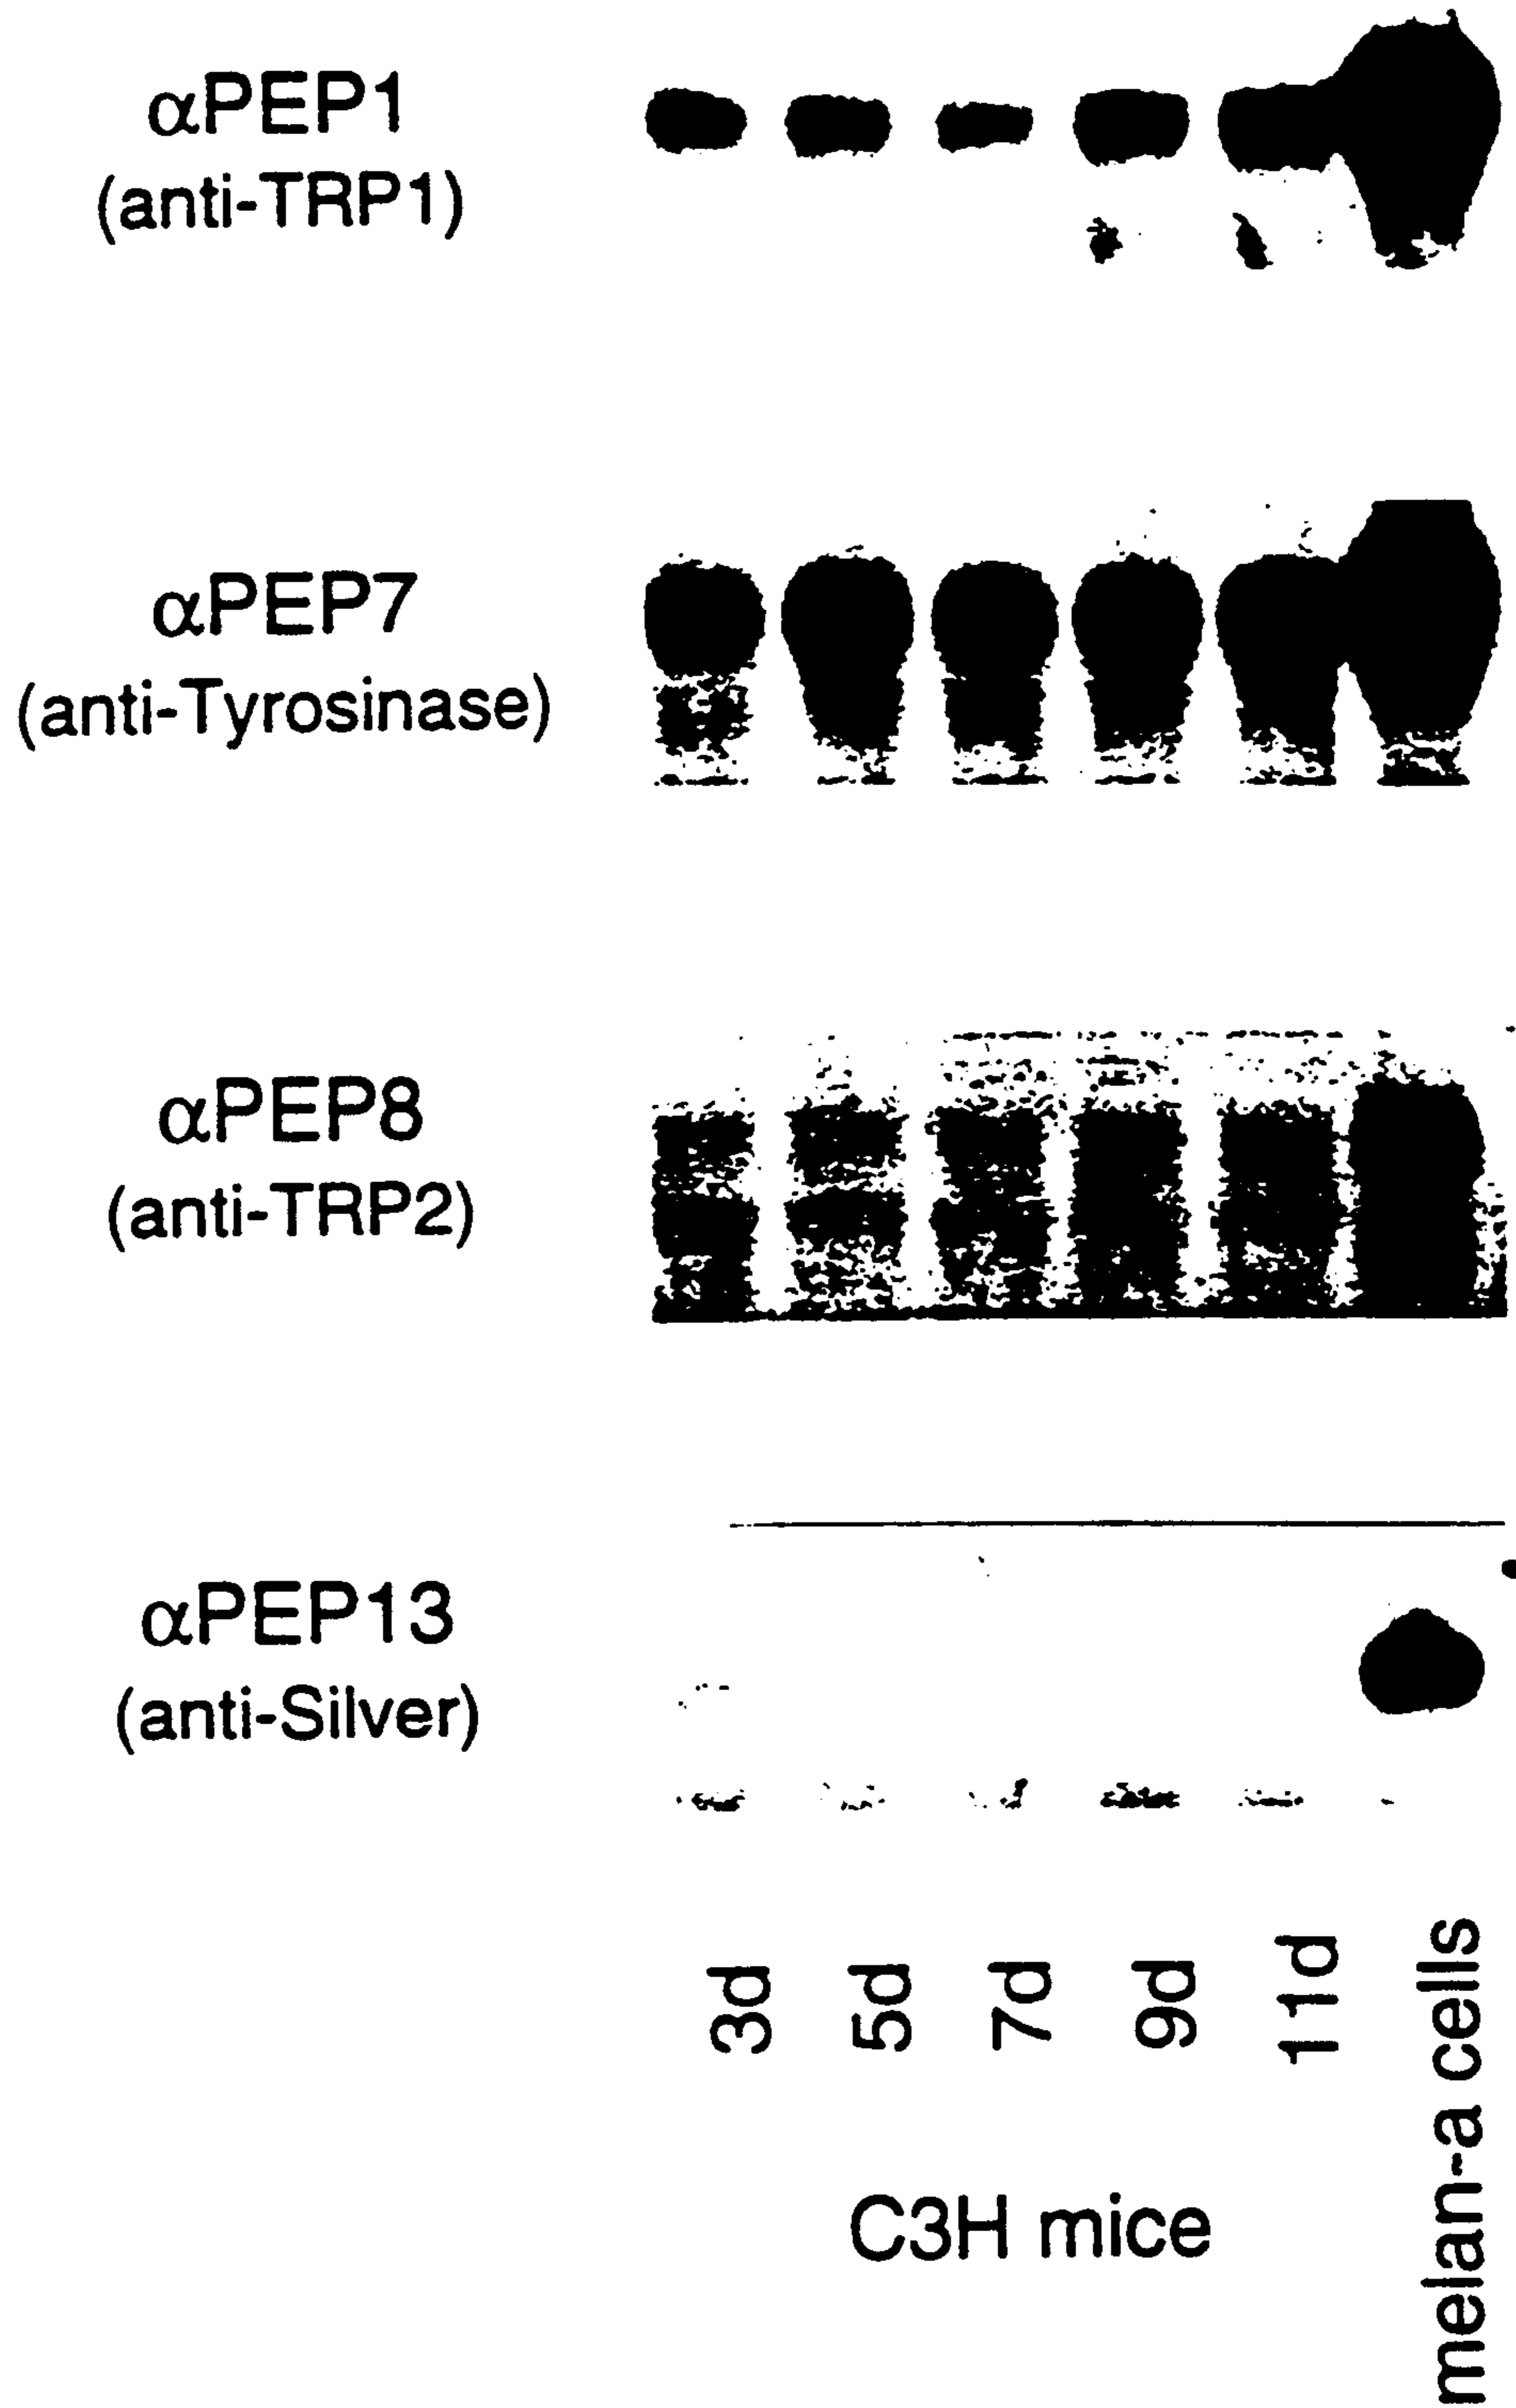 αPEP1
(anti-TRP1)
αPEP7
(anti-Tyrosinase)
αPEP8
(anti-TRP2)
αPEP13
(anti-Silver)
3d
5d
7d
9d
11d
melan-a cells
C3H mice